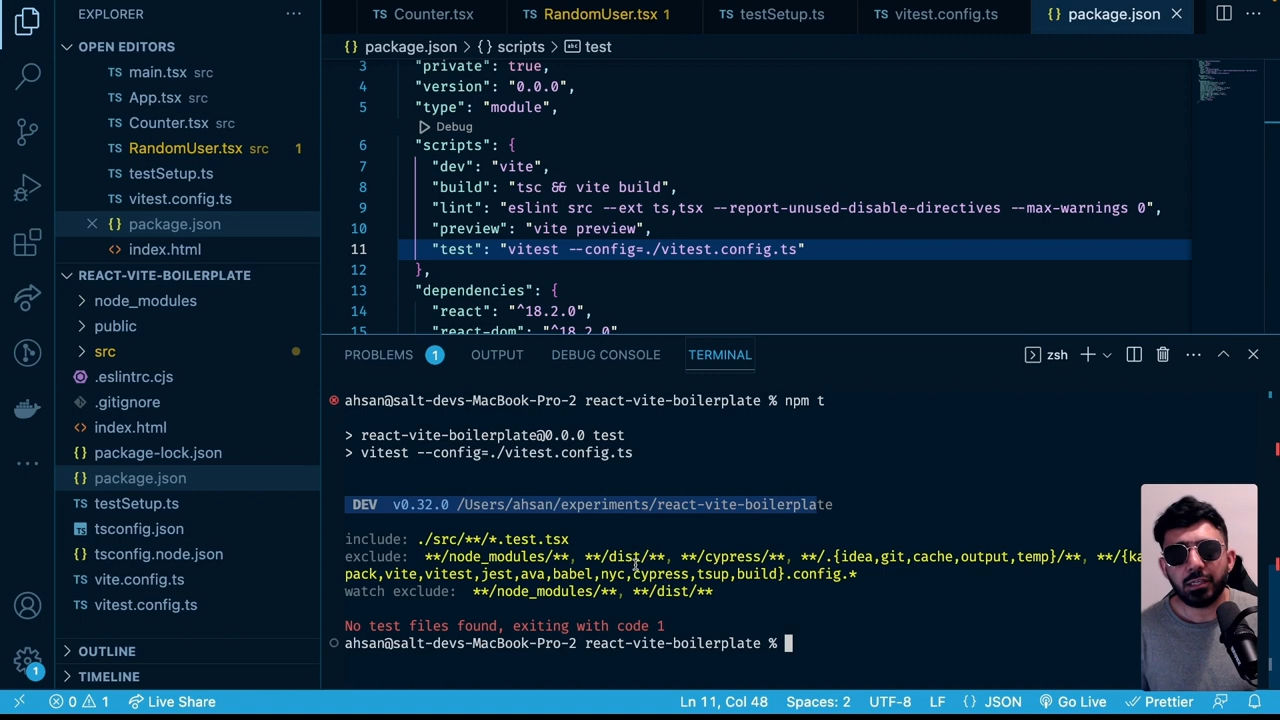 EXPLORER
OPEN EDITORS
TS main.tsx src
TS App.tsx src
TS Counter.tsx src
TS RandomUser.tsx src 1
TS testSetup.ts
TS vitest.config.ts
{} package.json
<> index.html
REACT-VITE-BOILERPLATE
node_modules
public
src
.eslintrc.cjs
.gitignore
<> index.html
{} package-lock.json
{} package.json
TS testSetup.ts
tsconfig.json
{} tsconfig.node.json
TS vite.config.ts
TS vitest.config.ts
OUTLINE
TIMELINE
1
TS Counter.tsx
TS RandomUser.tsx 1
TS testSetup.ts
TS vitest.config.ts
{} package.json
{} package.json > {} scripts > abc test
3 "private": true,
4 "version": "0.0.0",
5 "type": "module",
Debug
6 "scripts": {
7 "dev": "vite",
8 "build": "tsc && vite build",
9 "lint": "eslint src --ext ts,tsx --report-unused-disable-directives --max-warnings 0",
10 "preview": "vite preview",
11 "test": "vitest --config=./vitest.config.ts"
12 },
13 "dependencies": {
14 "react": "^18.2.0",
15 "react-dom": "^18.2.0"
PROBLEMS 1 OUTPUT DEBUG CONSOLE TERMINAL
zsh
ahsan@salt-devs-MacBook-Pro-2 react-vite-boilerplate % npm t
> react-vite-boilerplate@0.0.0 test
> vitest --config=./vitest.config.ts
DEV v0.32.0 /Users/ahsan/experiments/react-vite-boilerplate
include: ./src/**/*.test.tsx
exclude: **/node_modules/**, **/dist/**, **/cypress/**, **/.{idea,git,cache,output,temp}/**, **/{ka
pack,vite,vitest,jest,ava,babel,nyc,cypress,tsup,build}.config.*
watch exclude: **/node_modules/**, **/dist/**
No test files found, exiting with code 1
ahsan@salt-devs-MacBook-Pro-2 react-vite-boilerplate %
0 1 Live Share Ln 11, Col 48 Spaces: 2 UTF-8 LF {} JSON Go Live Prettier